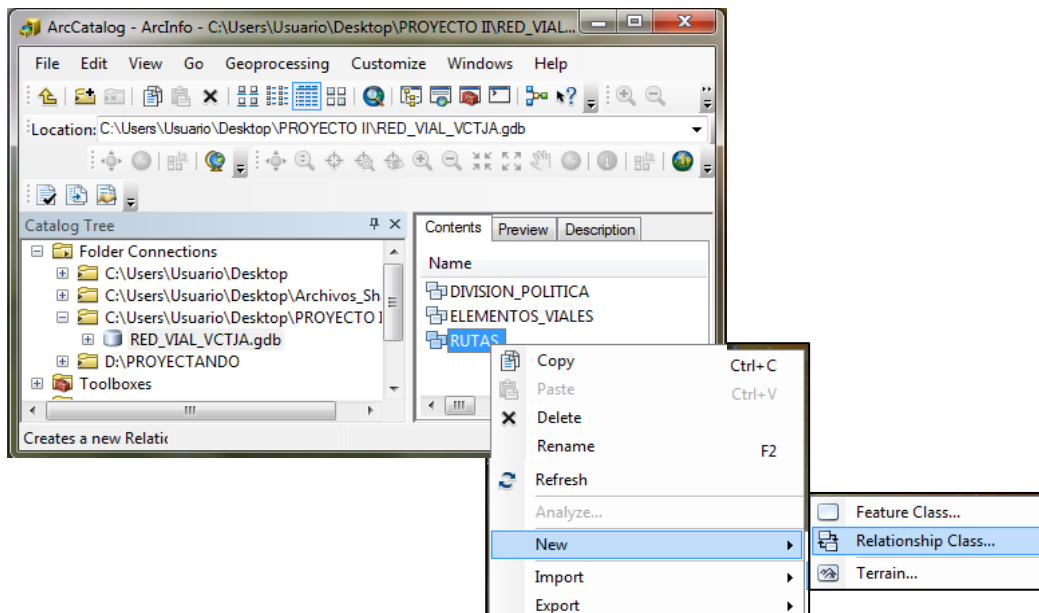 ArcCatalog - ArcInfo - C:\Users\Usuario\Desktop\PROYECTO II\RED_VIAL...
File Edit View Go Geoprocessing Customize Windows Help
Location: C:\Users\Usuario\Desktop\PROYECTO II\RED_VIAL_VCTJA.gdb
Catalog Tree
Folder Connections
C:\Users\Usuario\Desktop
C:\Users\Usuario\Desktop\Archivos_Sh
C:\Users\Usuario\Desktop\PROYECTO I
RED_VIAL_VCTJA.gdb
D:\PROYECTANDO
Toolboxes
Creates a new Relatic
Contents Preview Description
Name
DIVISION_POLITICA
ELEMENTOS_VIALES
RUTAS
Copy Ctrl+C
Paste Ctrl+V
Delete
Rename F2
Refresh
Analyze...
New
Import
Export
Feature Class...
Relationship Class...
Terrain...